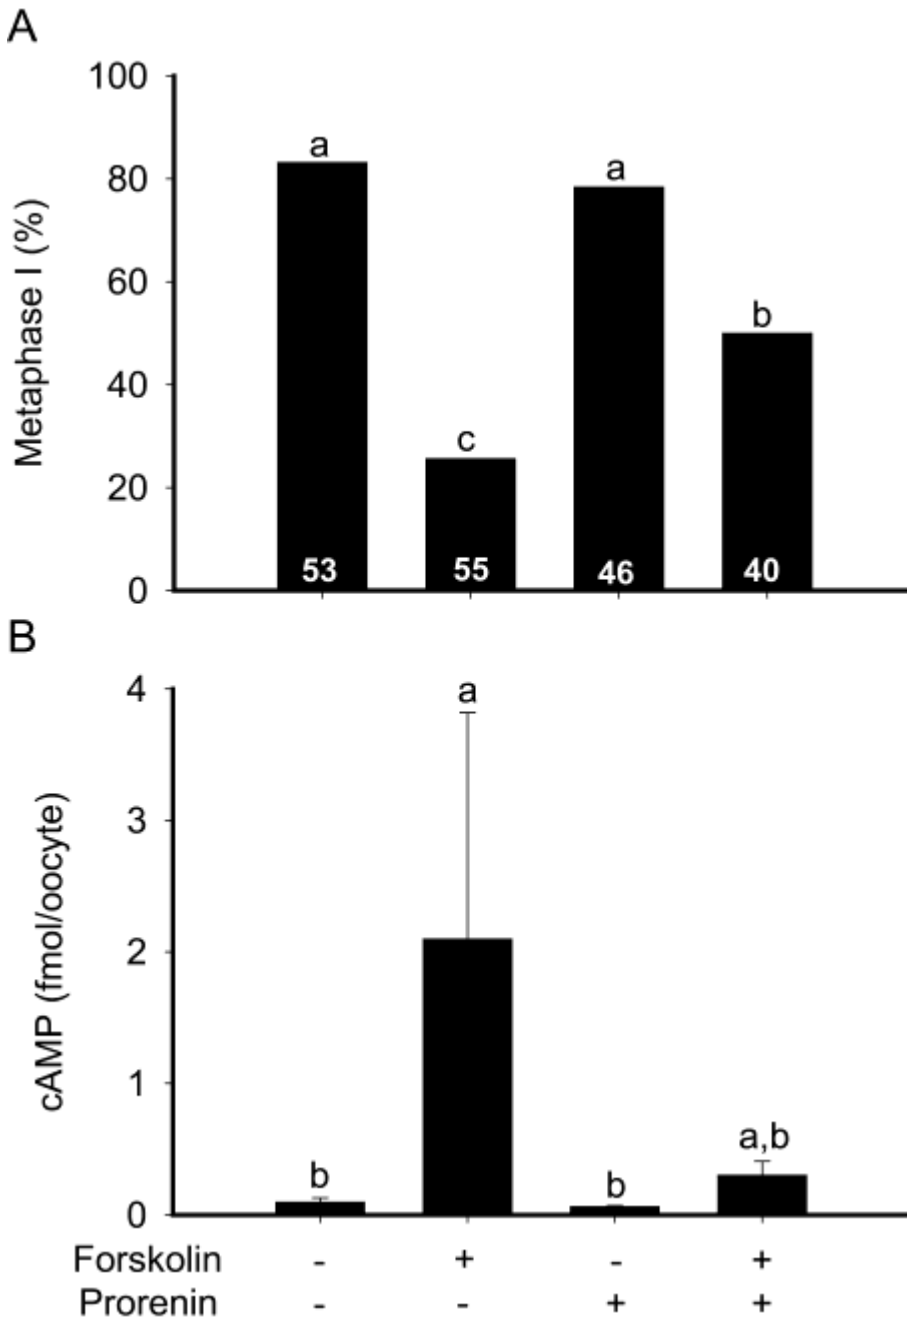 A
Metaphase I (%)
100
80
60
40
20
0
a
c
a
b
53
55
46
40
B
cAMP (fmol/oocyte)
4
3
2
1
0
b
a
b
a,b
Forskolin - + - +
Prorenin - - + +